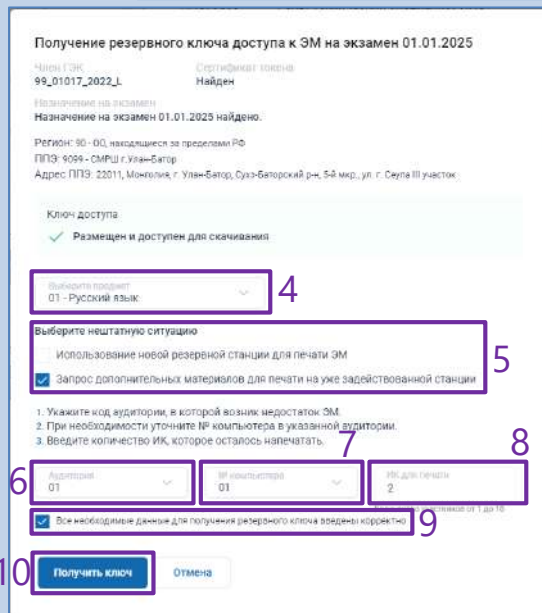 Получение резервного ключа доступа к ЭМ на экзамен 01.01.2025
Член ГЭК Сертификат токена
99_01017_2022_L Найден
Назначение на экзамен
Назначение на экзамен 01.01.2025 найдено.
Регион: 90 - ОО, находящиеся за пределами РФ
ППЭ: 9099 - СМРШ г.Улан-Батор
Адрес ППЭ: 22011, Монголия, г. Улан-Батор, Сухэ-Баторский р-н, 5-й мкр., ул. г. Сеула III участок
Ключ доступа
Размещен и доступен для скачивания
Выберите предмет
01 - Русский язык
4
Выберите нештатную ситуацию
Использование новой резервной станции для печати ЭМ
5
Запрос дополнительных материалов для печати на уже задействованной станции
1. Укажите код аудитории, в которой возник недостаток ЭМ.
2. При необходимости уточните № компьютера в указанной аудитории.
3. Введите количество ИК, которое осталось напечатать.
7 8
6 Аудитория № компьютера ИК для печати
01 01 2
участников от 1 до 16
Все необходимые данные для получения резервного ключа введены корректно 9
10 Получить ключ Отмена